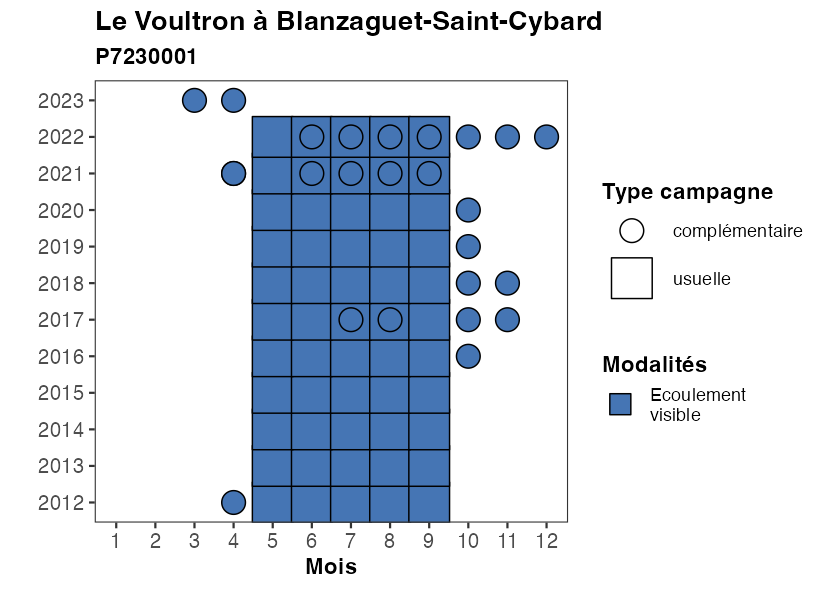 Le Voultron à Blanzaguet-Saint-Cybard
P7230001
2023
2022
2021
2020
2019
2018
2017
2016
2015
2014
2013
2012
1 2 3 4 5 6 7 8 9 10 11 12
Mois
Type campagne
complémentaire
usuelle
Modalités
Ecoulement
visible